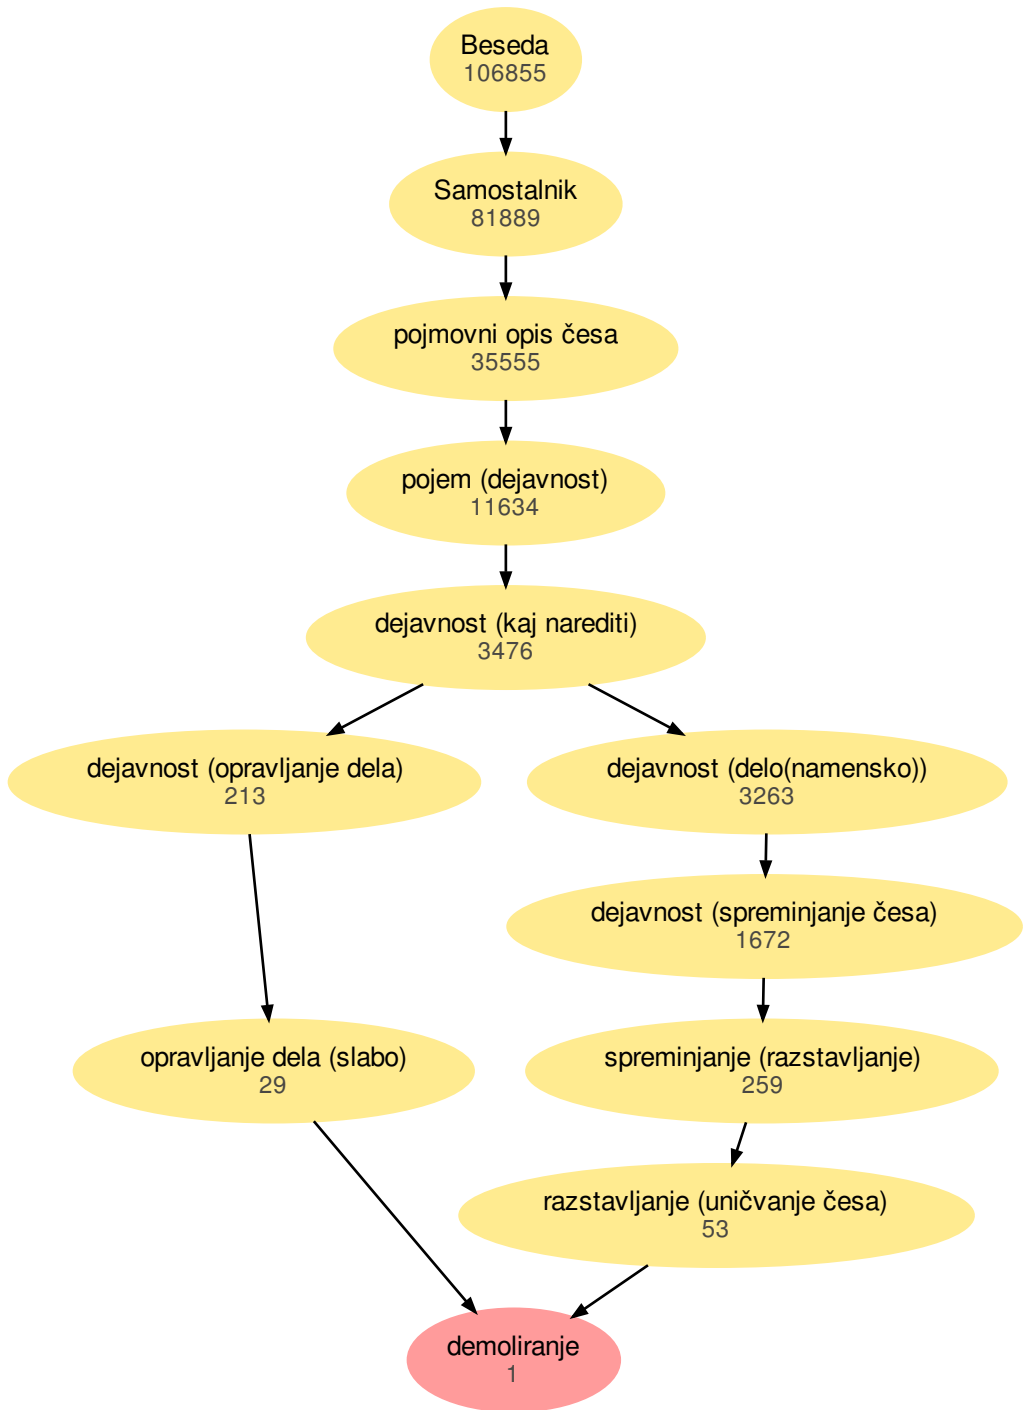 Beseda
106855
Samostalnik
81889
pojmovni opis česa
35555
pojem (dejavnost)
11634
dejavnost (kaj narediti)
3476
dejavnost (opravljanje dela)
213
dejavnost (delo(namensko))
3263
dejavnost (spreminjanje česa)
1672
opravljanje dela (slabo)
29
spreminjanje (razstavljanje)
259
razstavljanje (uničvanje česa)
53
demoliranje
1